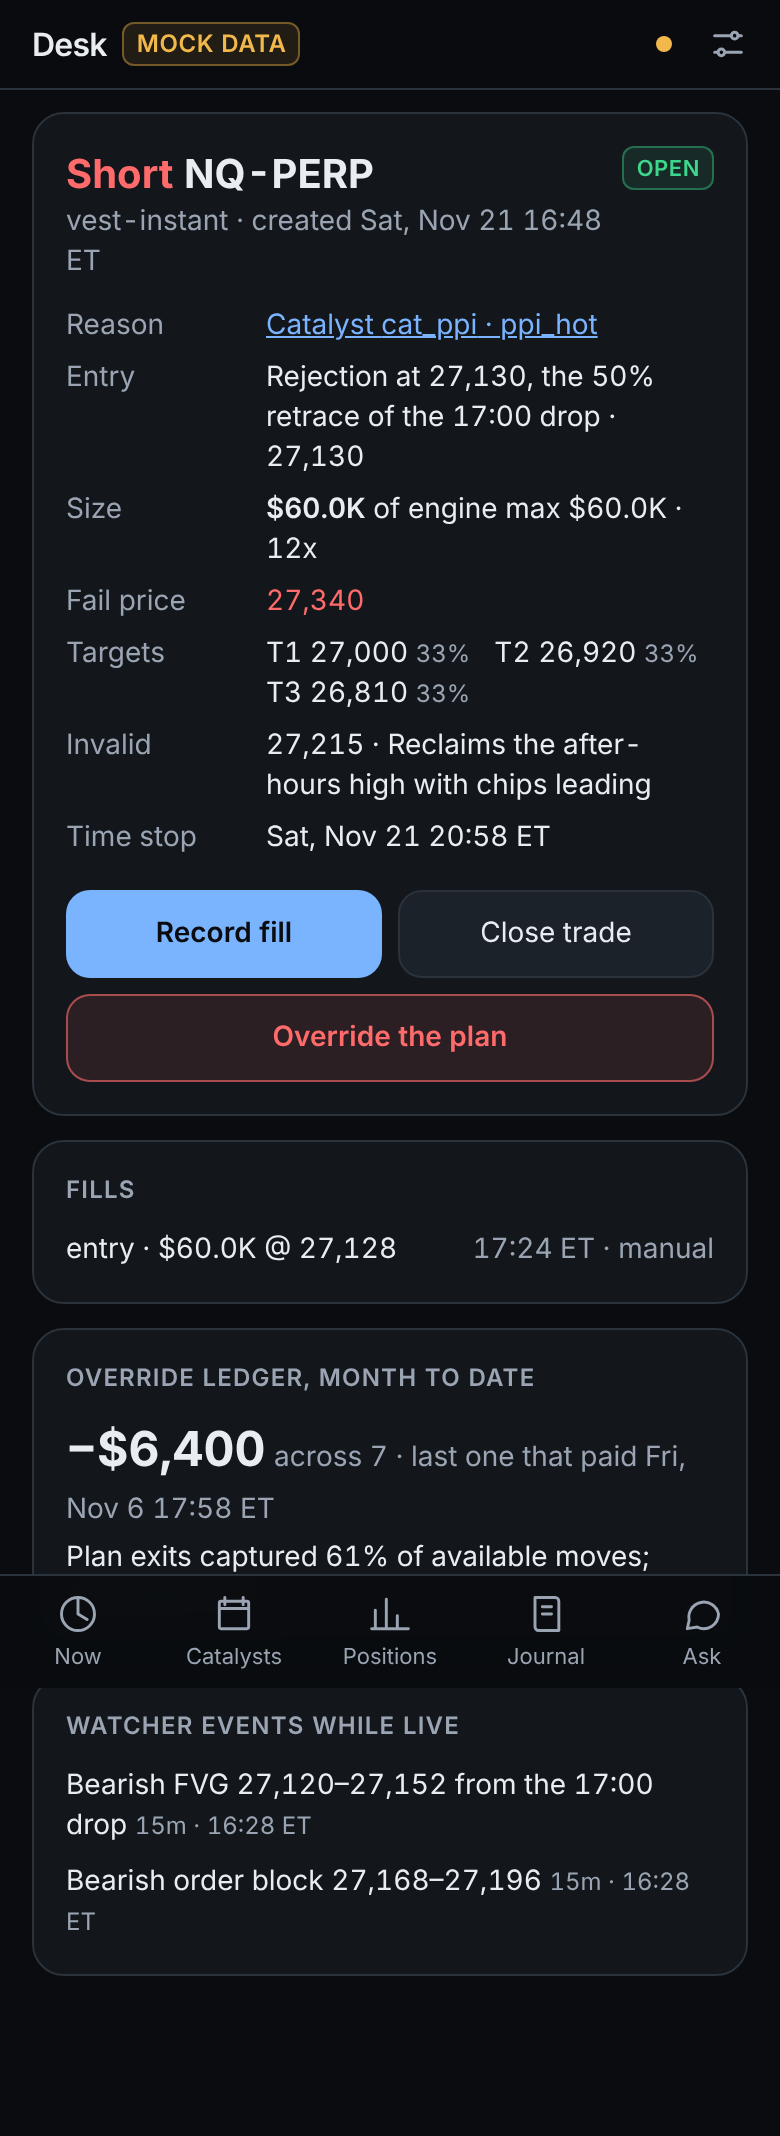 Desk MOCK DATA
Short NQ-PERP OPEN
vest-instant · created Sat, Nov 21 16:48
ET
Reason Catalyst cat_ppi · ppi_hot
Entry Rejection at 27,130, the 50%
retrace of the 17:00 drop ·
27,130
Size $60.0K of engine max $60.0K ·
12x
Fail price 27,340
Targets T1 27,000 33% T2 26,920 33%
T3 26,810 33%
Invalid 27,215 · Reclaims the after-
hours high with chips leading
Time stop Sat, Nov 21 20:58 ET
Record fill Close trade
Override the plan
FILLS
entry · $60.0K @ 27,128 17:24 ET · manual
OVERRIDE LEDGER, MONTH TO DATE
−$6,400 across 7 · last one that paid Fri,
Nov 6 17:58 ET
Plan exits captured 61% of available moves;
Now Catalysts Positions Journal Ask
WATCHER EVENTS WHILE LIVE
Bearish FVG 27,120–27,152 from the 17:00
drop 15m · 16:28 ET
Bearish order block 27,168–27,196 15m · 16:28
ET